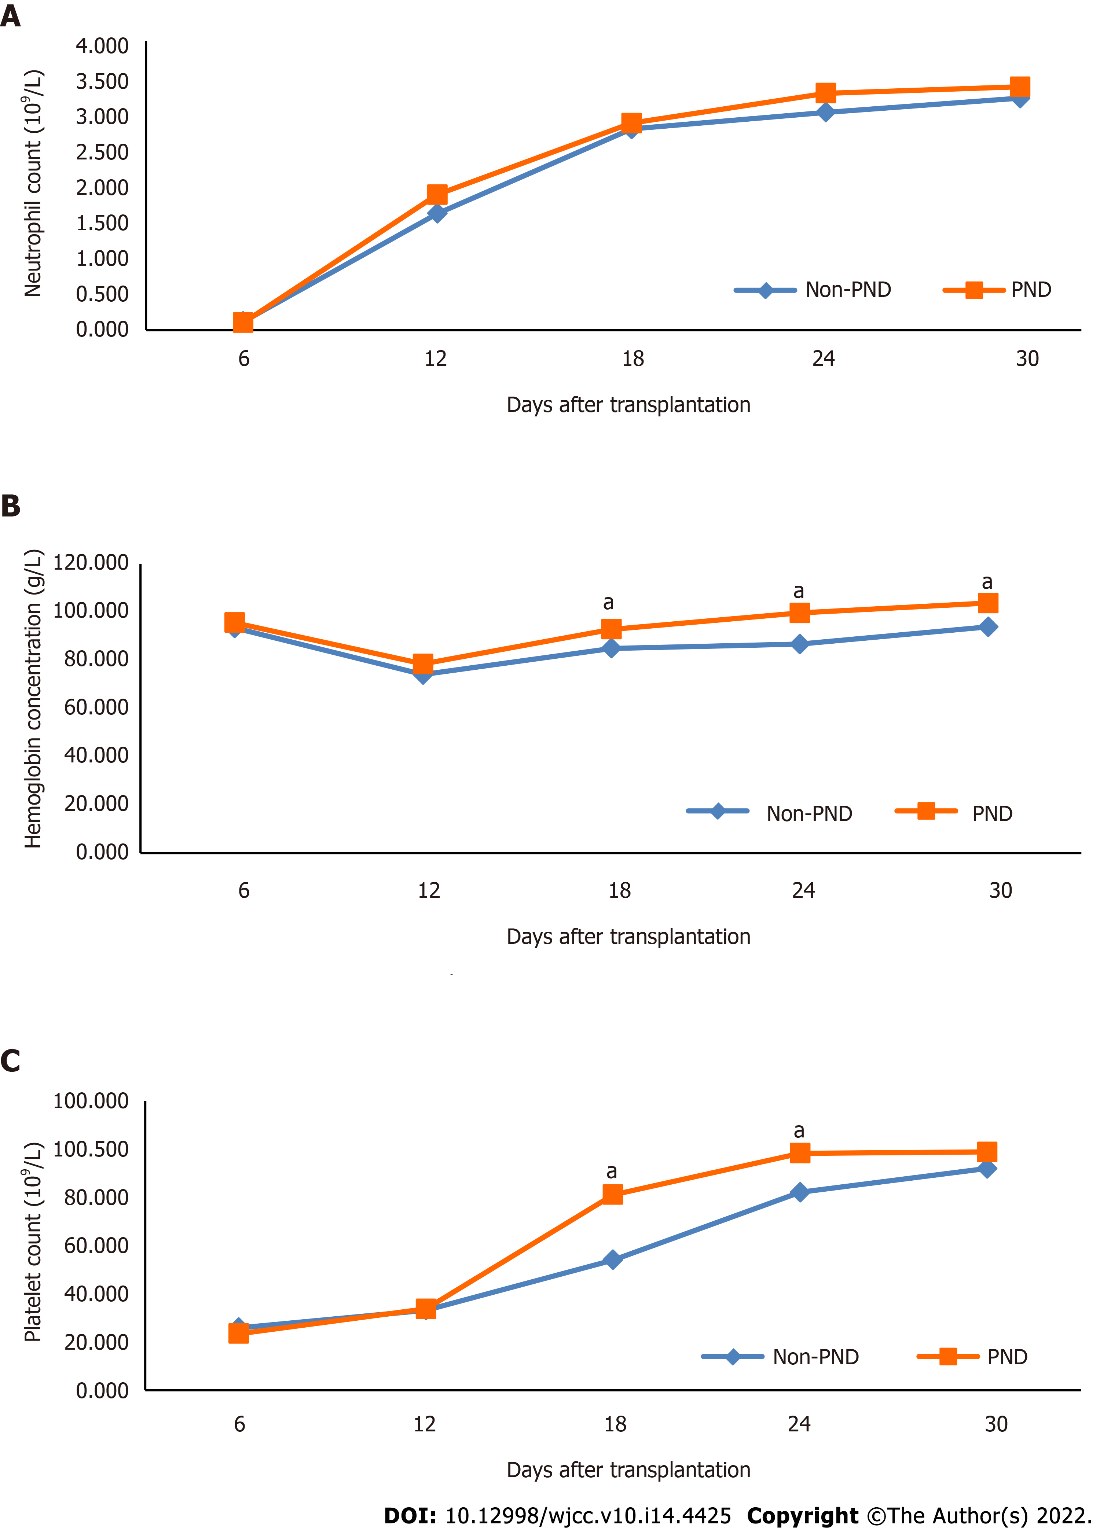 A
Neutrophil count (10⁹/L)
4.000
3.500
3.000
2.500
2.000
1.500
1.000
0.500
0.000
Non-PND PND
6 12 18 24 30
Days after transplantation
B
Hemoglobin concentration (g/L)
120.000
100.000
80.000
60.000
40.000
20.000
0.000
a a a
Non-PND PND
6 12 18 24 30
Days after transplantation
C
Platelet count (10⁹/L)
100.000
100.500
80.000
60.000
40.000
20.000
0.000
a a
Non-PND PND
6 12 18 24 30
Days after transplantation
DOI: 10.12998/wjcc.v10.i14.4425 Copyright ©The Author(s) 2022.